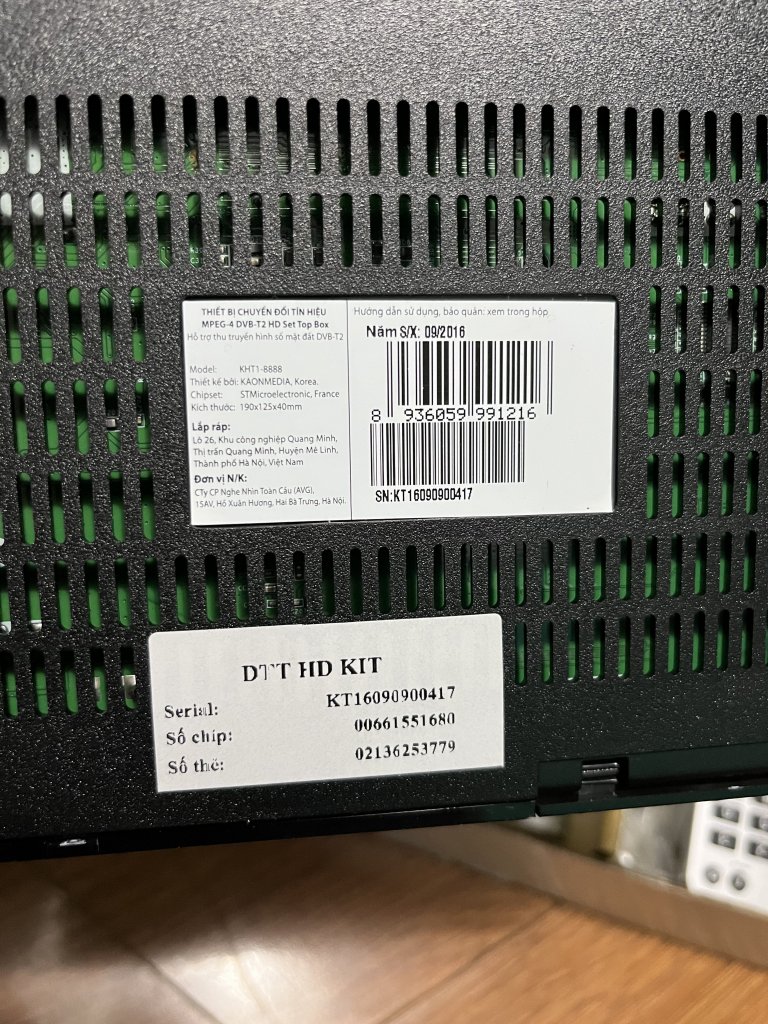 THIẾT BỊ CHUYỂN ĐỔI TÍN HIỆU
MPEG-4 DVB-T2 HD Set Top Box
Hỗ trợ thu truyền hình số mặt đất DVB-T2
Model: KHT1-8888
Thiết kế bởi: KAONMEDIA, Korea.
Chipset: STMicroelectronic, France
Kích thước: 190x125x40mm
Lắp ráp:
Lô 26, Khu công nghiệp Quang Minh,
Thị trấn Quang Minh, Huyện Mê Linh,
Thành phố Hà Nội, Việt Nam
Đơn vị N/K:
CTy CP Nghe Nhìn Toàn Cầu (AVG),
15AV, Hồ Xuân Hương, Hai Bà Trưng, Hà Nội.
Hướng dẫn sử dụng, bảo quản: xem trong hộp
Năm S/X: 09/2016
8 936059 991216
SN:KT16090900417
DTT HD KIT
Serial: KT16090900417
Số chip: 00661551680
Số thẻ: 02136253779